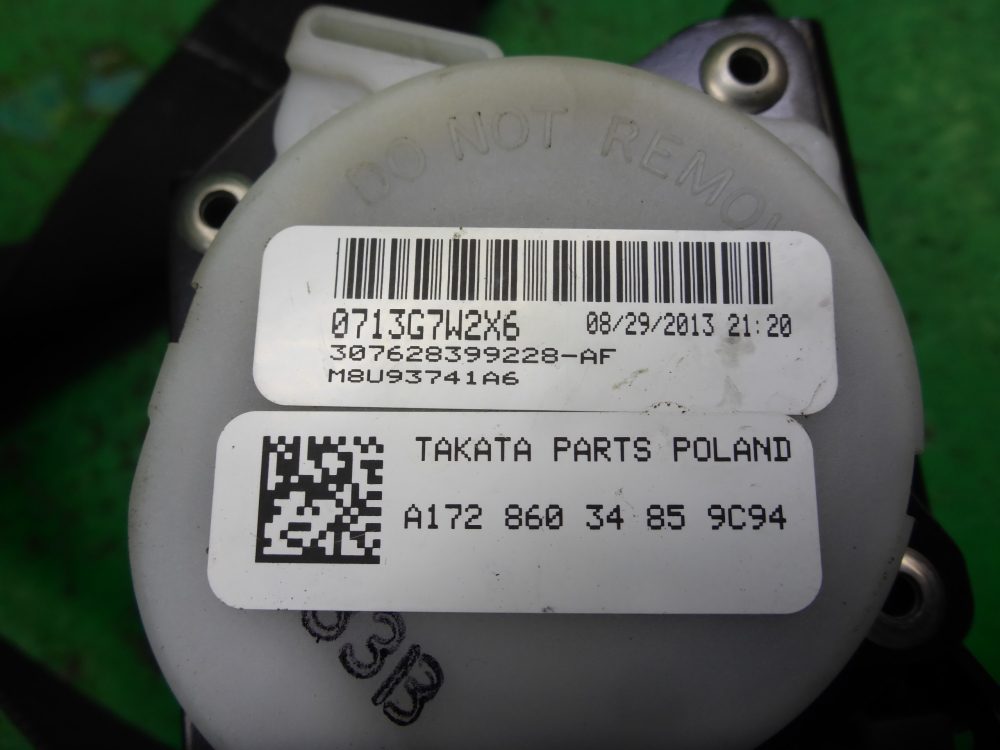 DO NOT REMO
0713G7W2X6 08/29/2013 21:20
307628399228-AF
M8U93741A6
TAKATA PARTS POLAND
A172 860 34 85 9C94